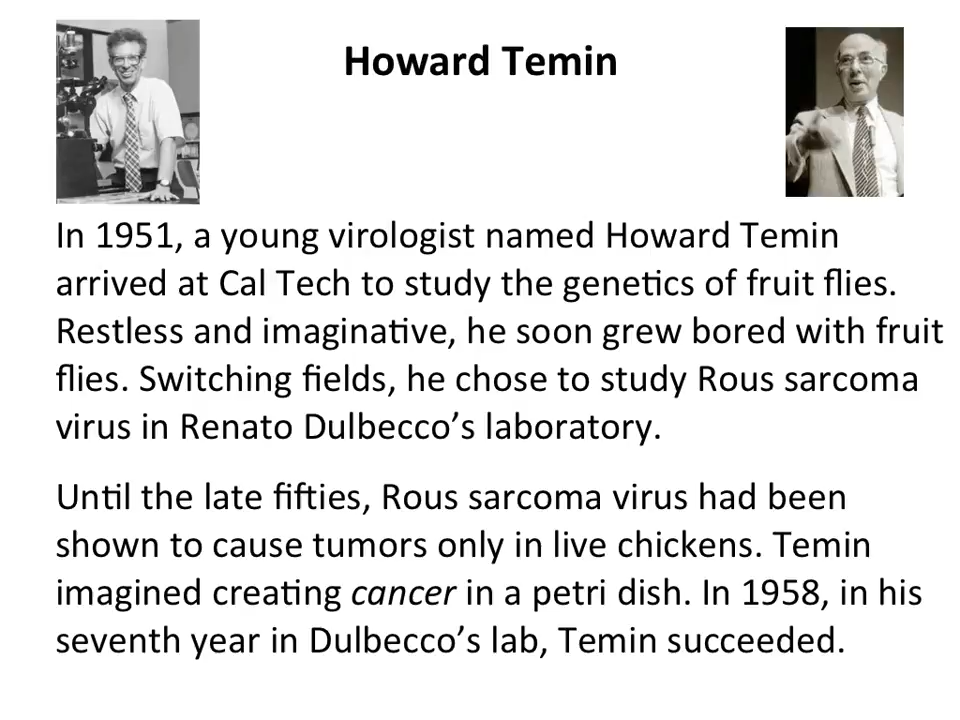 Howard Temin
In 1951, a young virologist named Howard Temin
arrived at Cal Tech to study the genetics of fruit flies.
Restless and imaginative, he soon grew bored with fruit
flies. Switching fields, he chose to study Rous sarcoma
virus in Renato Dulbecco’s laboratory.
Until the late fifties, Rous sarcoma virus had been
shown to cause tumors only in live chickens. Temin
imagined creating cancer in a petri dish. In 1958, in his
seventh year in Dulbecco’s lab, Temin succeeded.